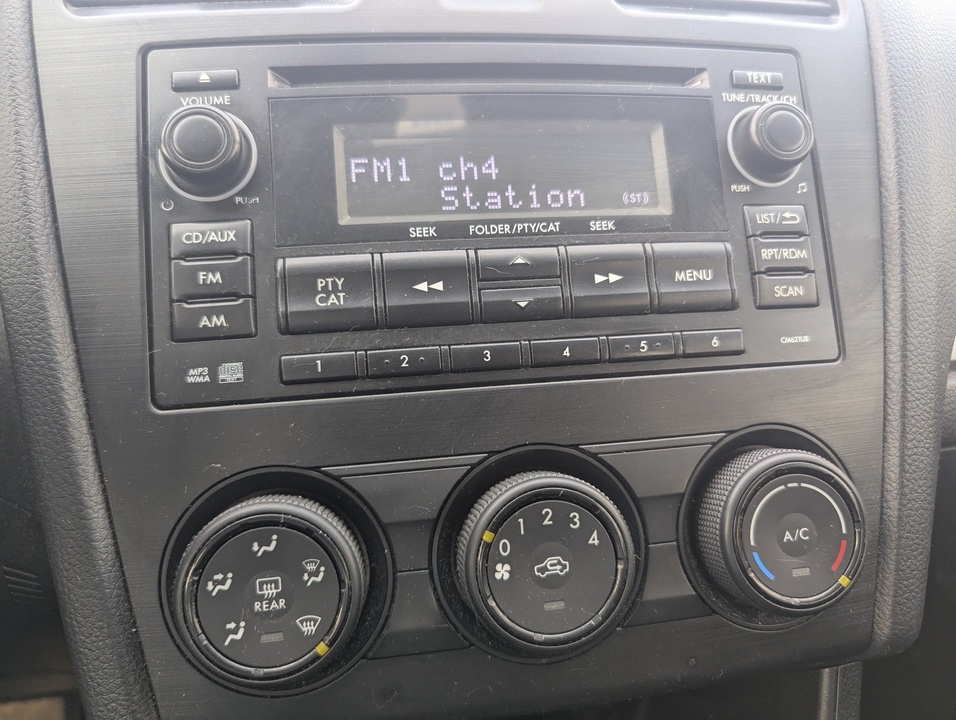 TEXT
VOLUME
TUNE/TRACK/CH
FM1 ch4
Station (ST)
PUSH
PUSH
SEEK
FOLDER/PTY/CAT
SEEK
CD/AUX
FM
AM
PTY
CAT
MENU
LIST/
RPT/RDM
SCAN
1
2
3
4
5
6
CM621UB
MP3
WMA
disc
TEXT
REAR
0 1 2 3 4
A/C